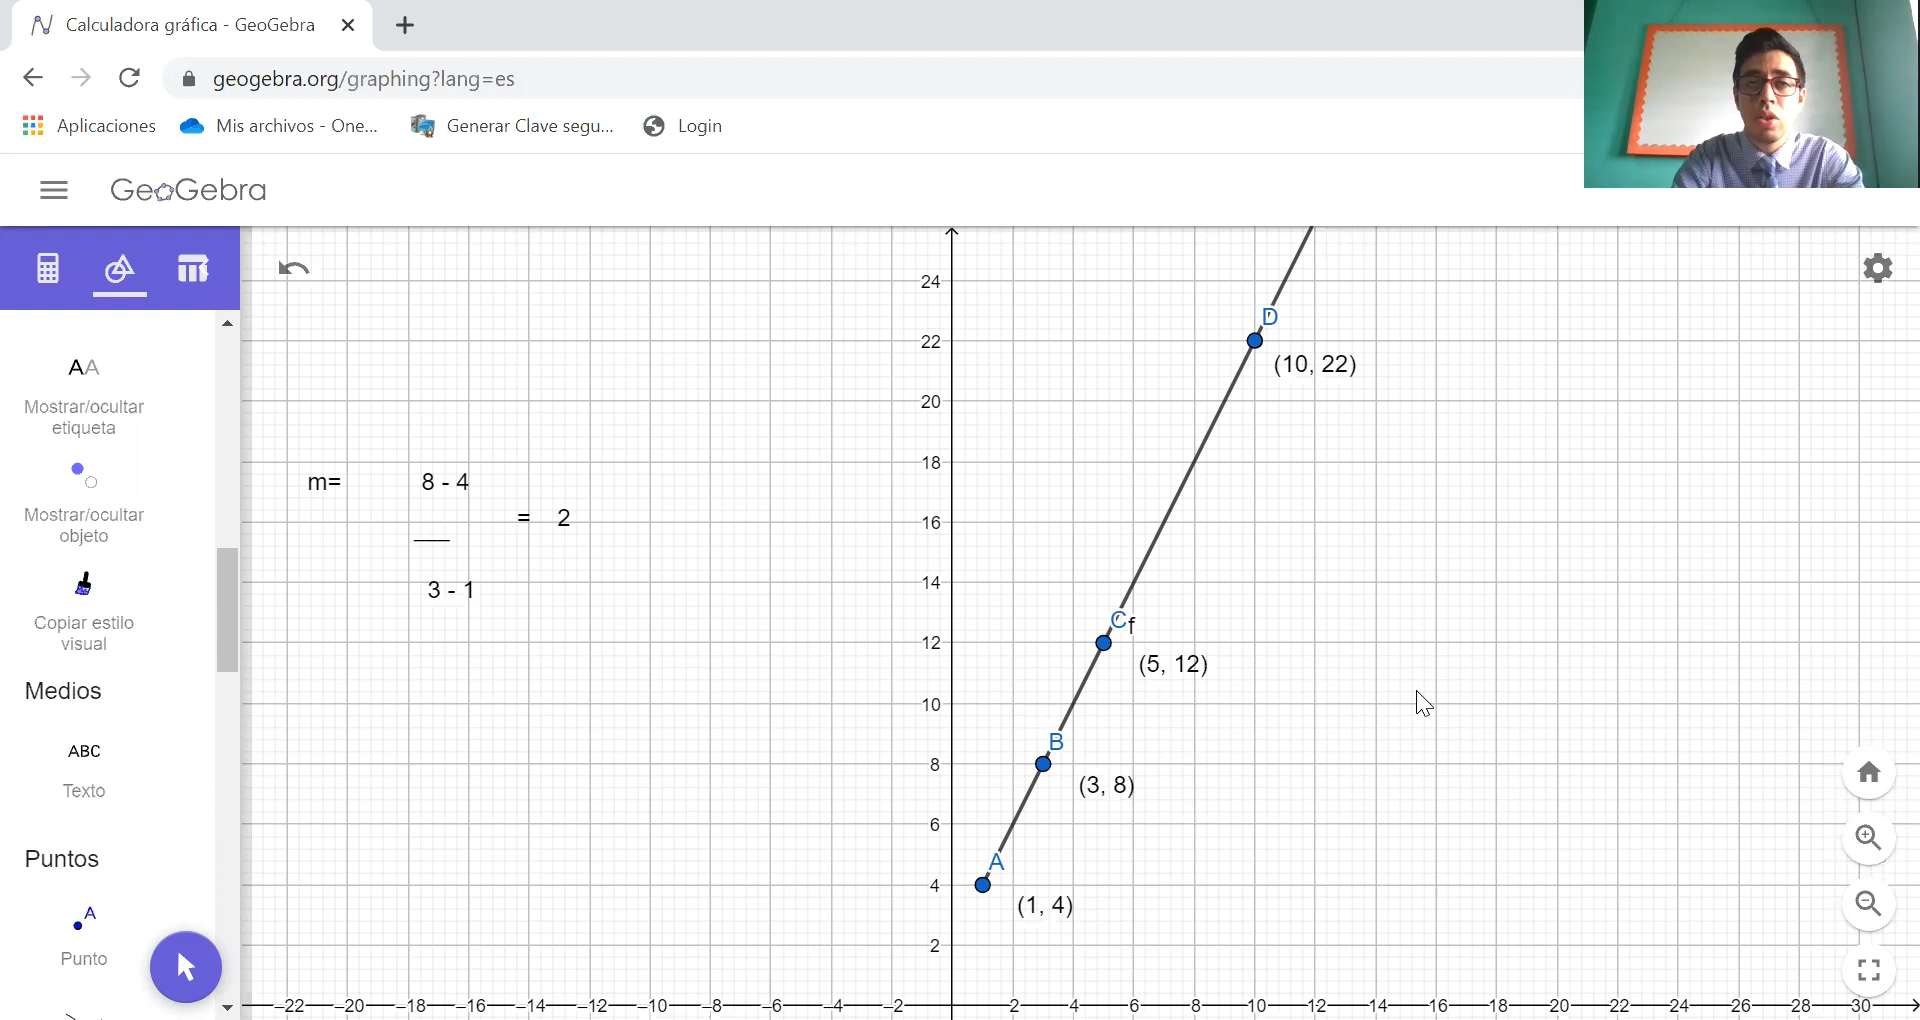 Calculadora gráfica - GeoGebra
geogebra.org/graphing?lang=es
Aplicaciones Mis archivos - One... Generar Clave segu... Login
GeoGebra
AA
Mostrar/ocultar
etiqueta
Mostrar/ocultar
objeto
Copiar estilo
visual
Medios
ABC
Texto
Puntos
A
Punto
m= 8 - 4
= 2
3 - 1
24
22
20
18
16
14
12
10
8
6
4
2
D
(10, 22)
C f
(5, 12)
B
(3, 8)
A
(1, 4)
–22 –20 –18 –16 –14 –12 –10 –8 –6 –4 –2 2 4 6 8 10 12 14 16 18 20 22 24 26 28 30